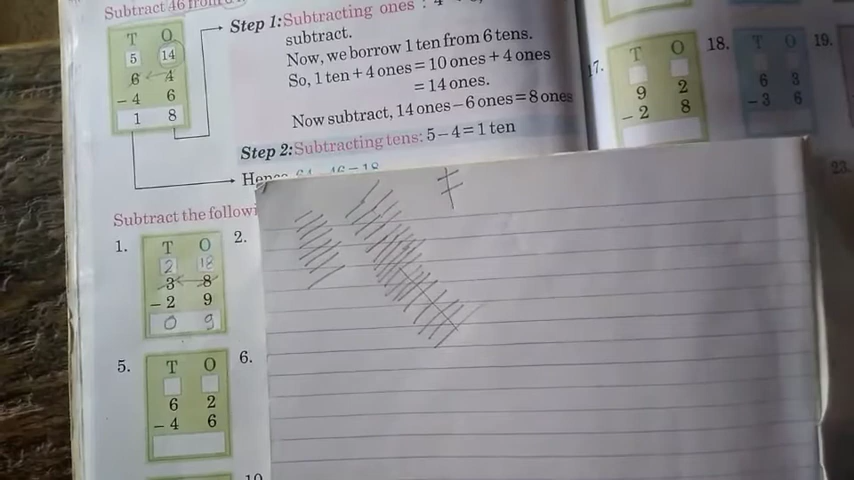 Subtract 46 from
T O
5 14
6 4
- 4 6
1 8
Step 1: Subtracting ones :
subtract.
Now, we borrow 1 ten from 6 tens.
So, 1 ten + 4 ones = 10 ones + 4 ones
= 14 ones.
Now subtract, 14 ones – 6 ones = 8 ones
Step 2: Subtracting tens: 5 – 4 = 1 ten
Subtract the
1.
T O
2 18
3 8
- 2 9
0 9
2.
5.
T O
6 2
- 4 6
6.
10
17.
T O
9 2
- 2 8
18.
T O
6 3
- 3 6
19.
23.